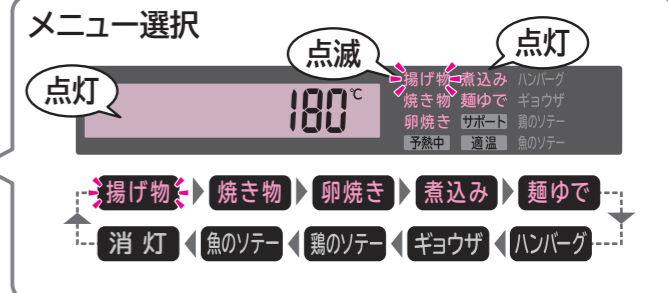 メニュー選択
点滅
点灯
点灯
180℃
揚げ物 煮込み ハンバーグ
焼き物 麺ゆで ギョウザ
卵焼き サポート 鶏のソテー
予熱中 適温 魚のソテー
揚げ物 焼き物 卵焼き 煮込み 麺ゆで
消灯 魚のソテー 鶏のソテー ギョウザ ハンバーグ